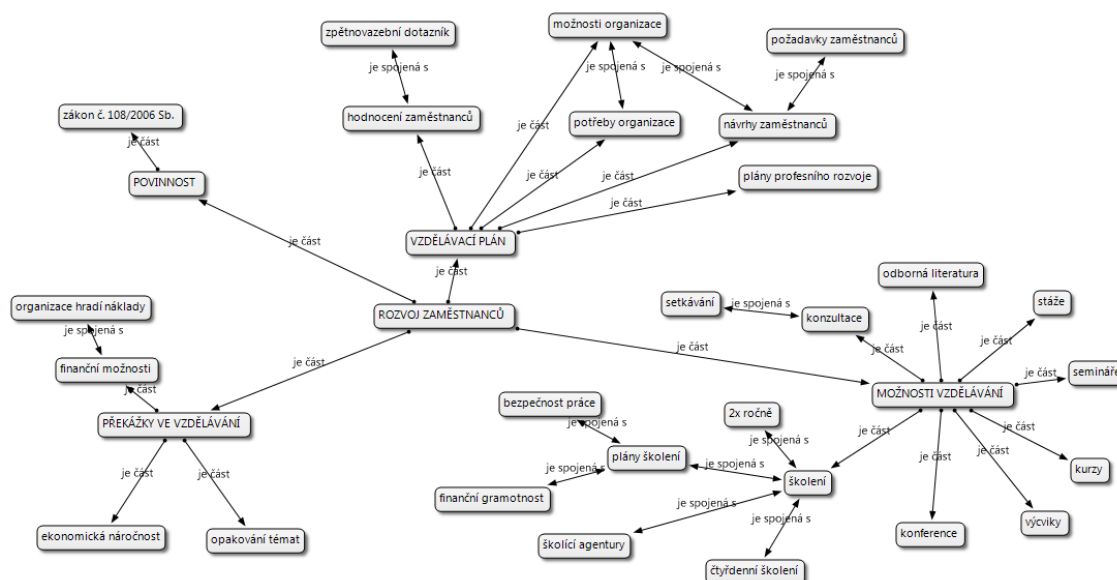 možnosti organizace
zpětnovazební dotazník
požadavky zaměstnanců
je spojená s
je spojená s
je spojená s
je spojená s
zákon č. 108/2006 Sb.
hodnocení zaměstnanců
potřeby organizace
návrhy zaměstnanců
je část
je část
POVINNOST
je část
je část
je část
plány profesního rozvoje
je část
je část
VZDĚLÁVACÍ PLÁN
je část
odborná literatura
organizace hradí náklady
setkávání
je spojená s
konzultace
stáže
ROZVOJ ZAMĚSTNANCŮ
je spojená s
je část
je část
je část
je část
je část
finanční možnosti
je část
semináře
je část
MOŽNOSTI VZDĚLÁVÁNÍ
PŘEKÁŽKY VE VZDĚLÁVÁNÍ
bezpečnost práce
2x ročně
je spojená s
je spojená s
je část
je část
je část
je část
plány školení
je spojená s
je spojená s
je část
je část
kurzy
finanční gramotnost
školení
je spojená s
je spojená s
výcviky
ekonomická náročnost
opakování témat
školící agentury
konference
čtyřdenní školení